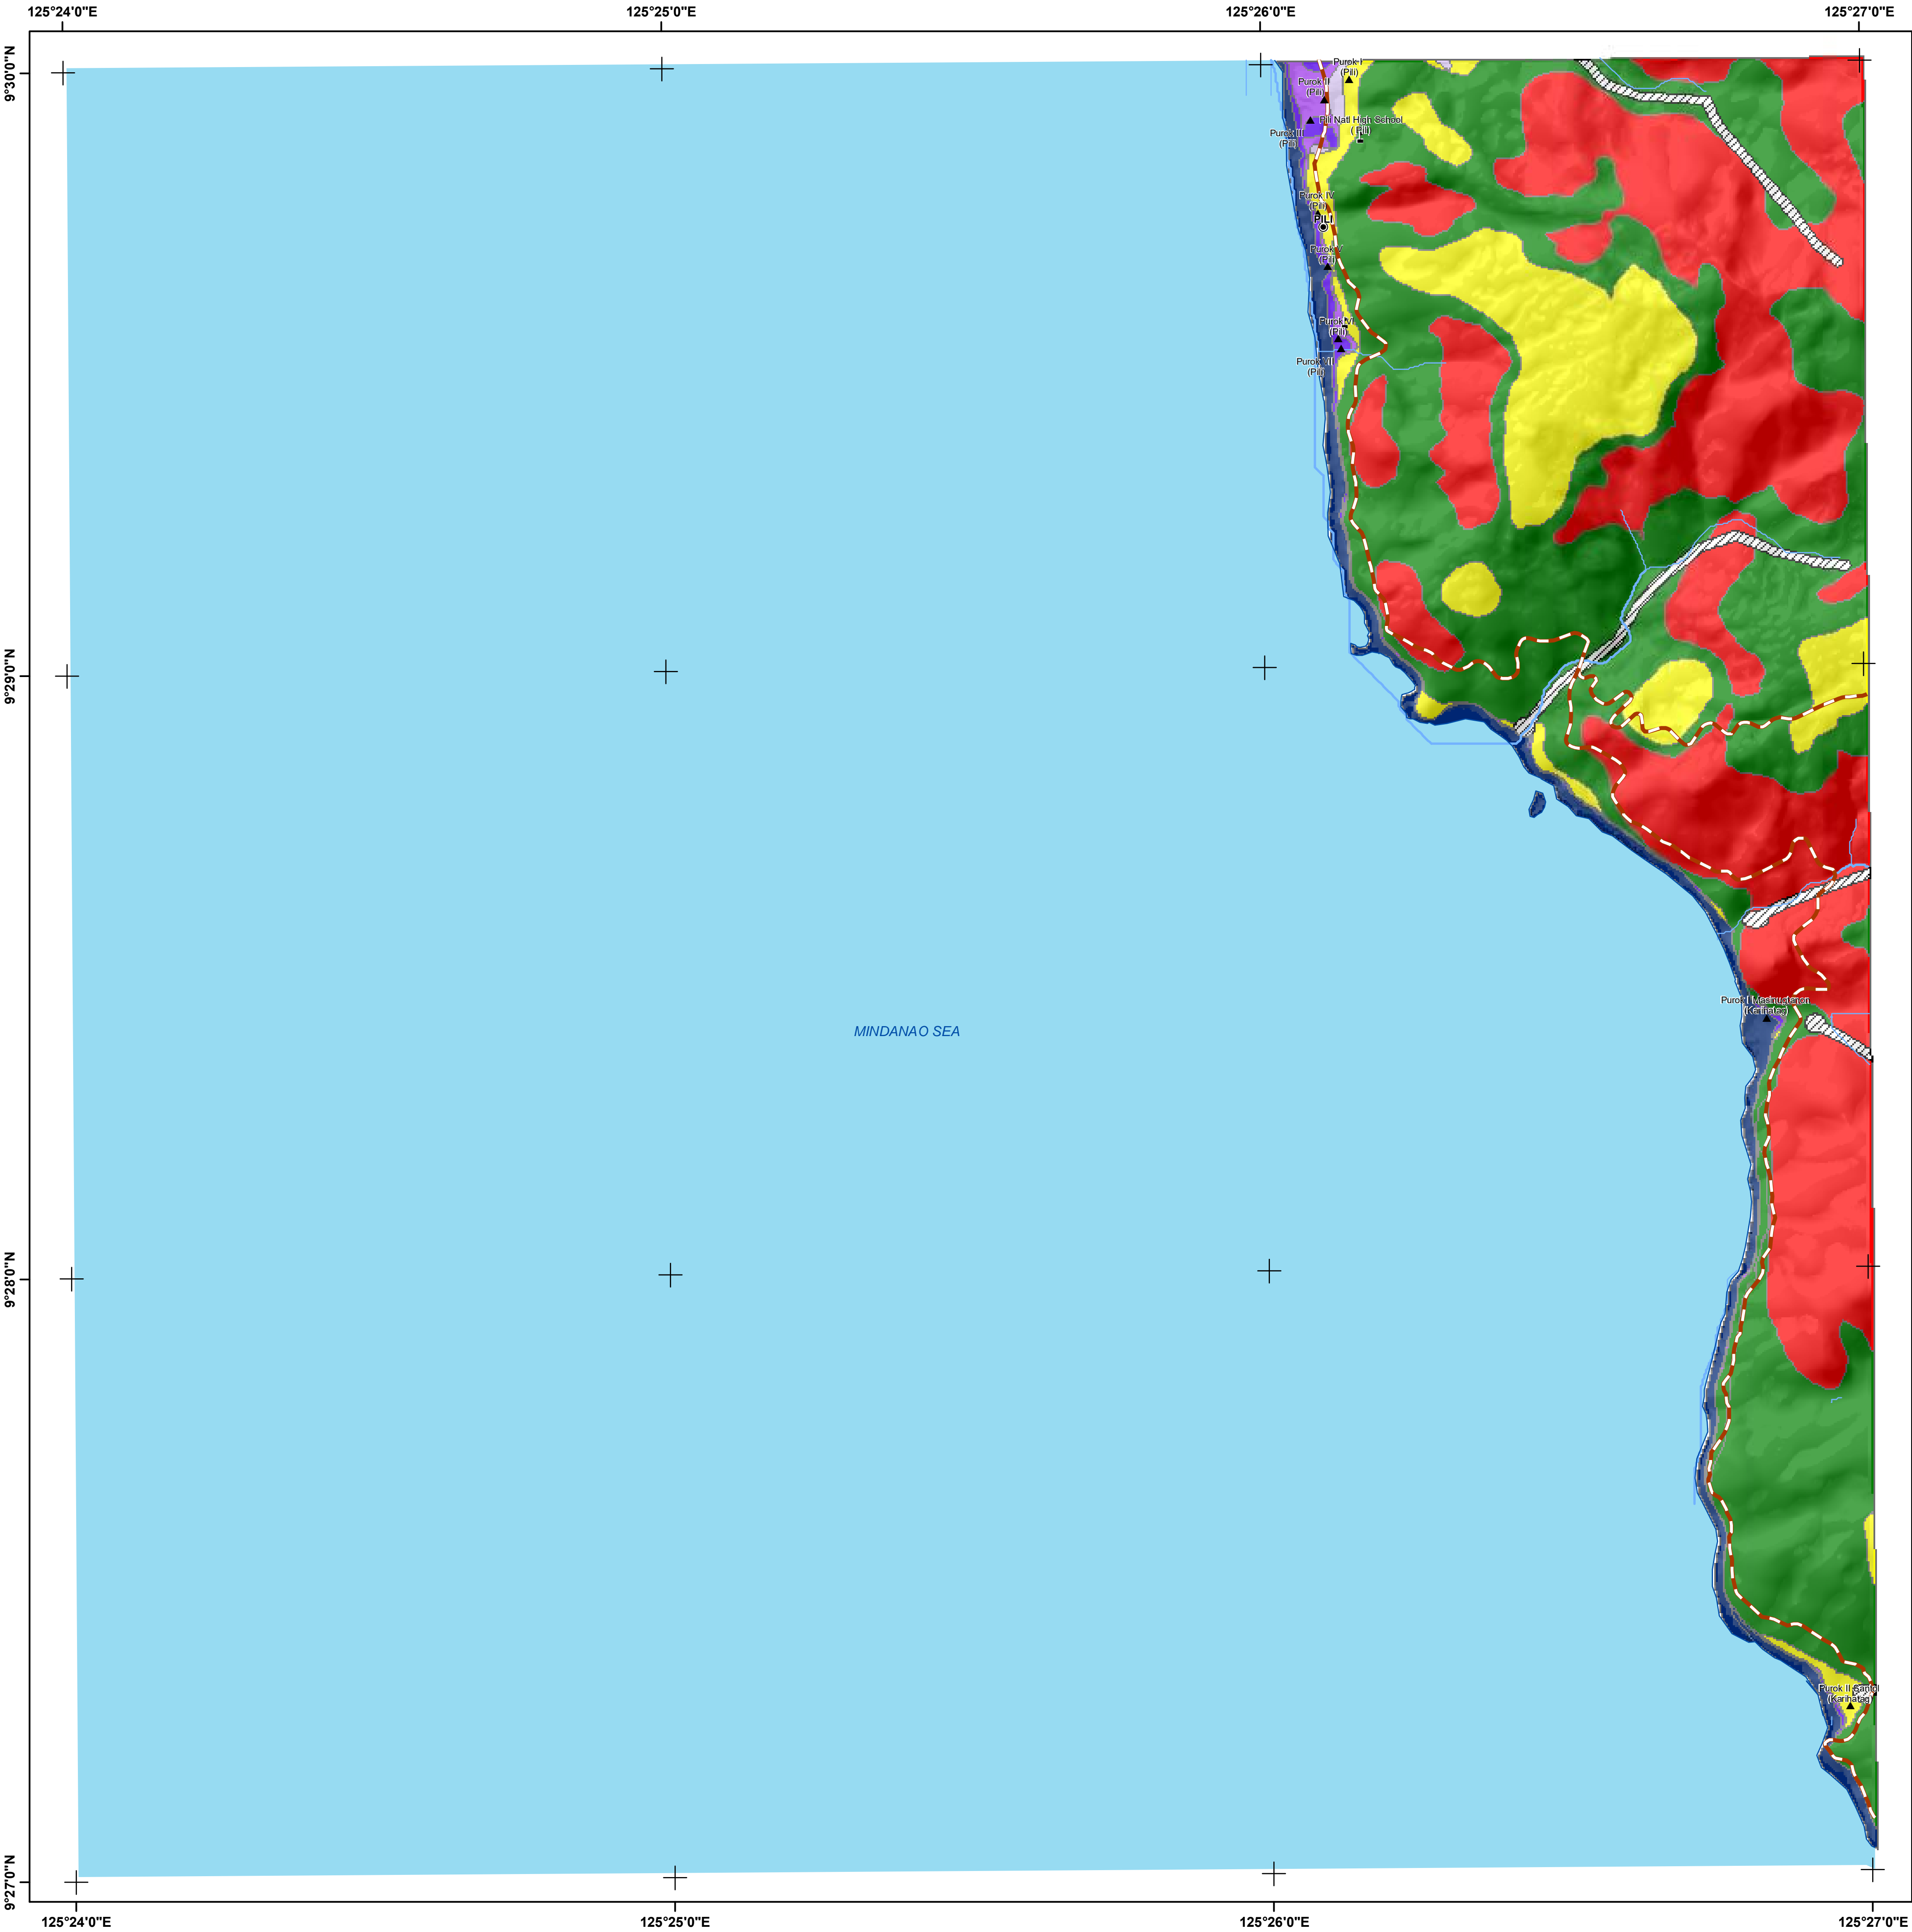 125°24'0"E
125°25'0"E
125°26'0"E
125°27'0"E
9°30'0"N
Purok I
(Pili)
Purok II
(Pili)
Pili Natl High School
( Pili)
Purok III
(Pili)
Purok IV
(Pili)
PILI
Purok V
(Pili)
Purok VI
(Pili)
Purok VII
(Pili)
9°29'0"N
Purok I
(Karihatag)
MINDANAO SEA
9°28'0"N
Purok II Santol
(Karihatag)
9°27'0"N
125°24'0"E
125°25'0"E
125°26'0"E
125°27'0"E